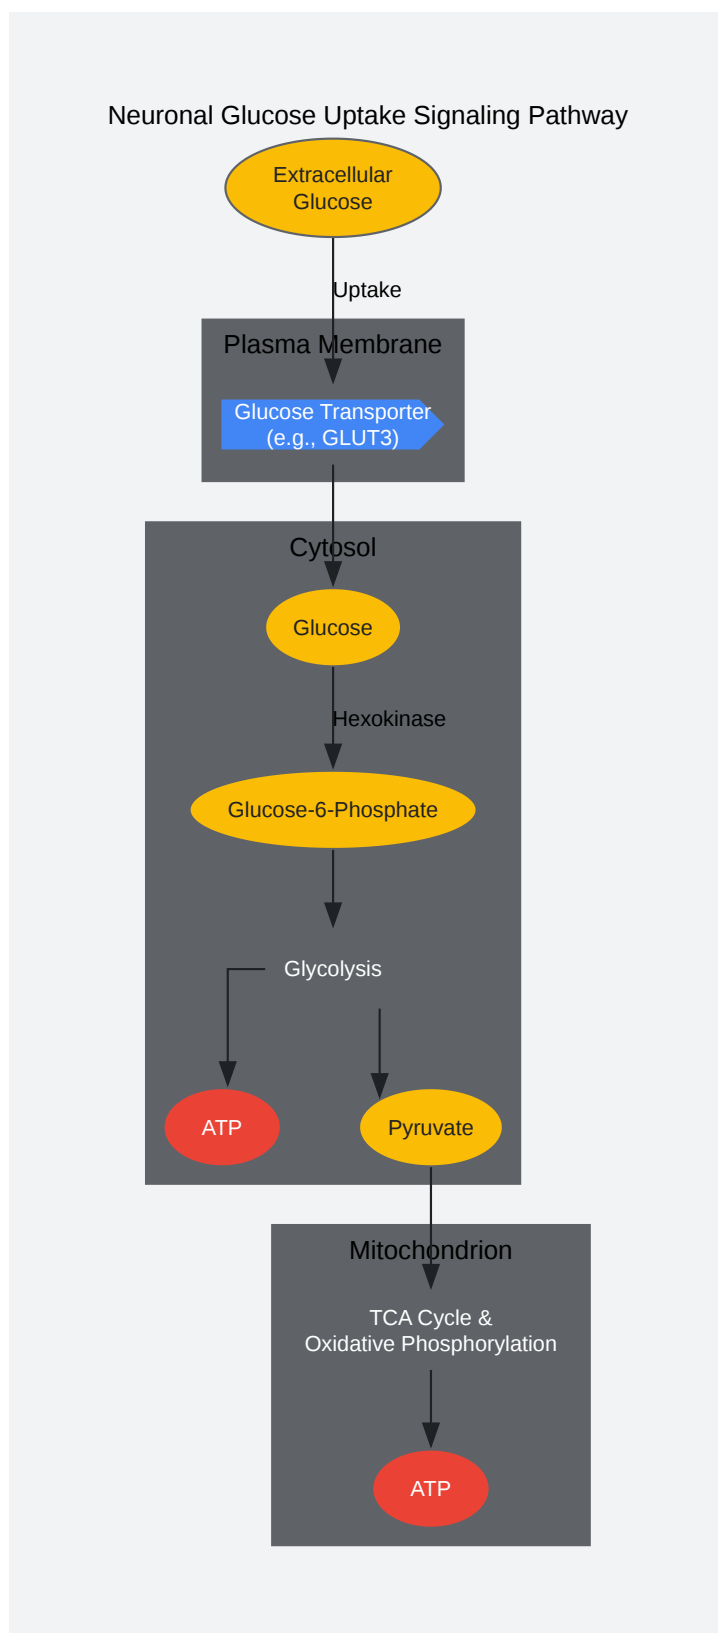 Neuronal Glucose Uptake Signaling Pathway
Extracellular
Glucose
Uptake
Plasma Membrane
Glucose Transporter
(e.g., GLUT3)
Cytosol
Glucose
Hexokinase
Glucose-6-Phosphate
Glycolysis
ATP
Pyruvate
Mitochondrion
TCA Cycle &
Oxidative Phosphorylation
ATP